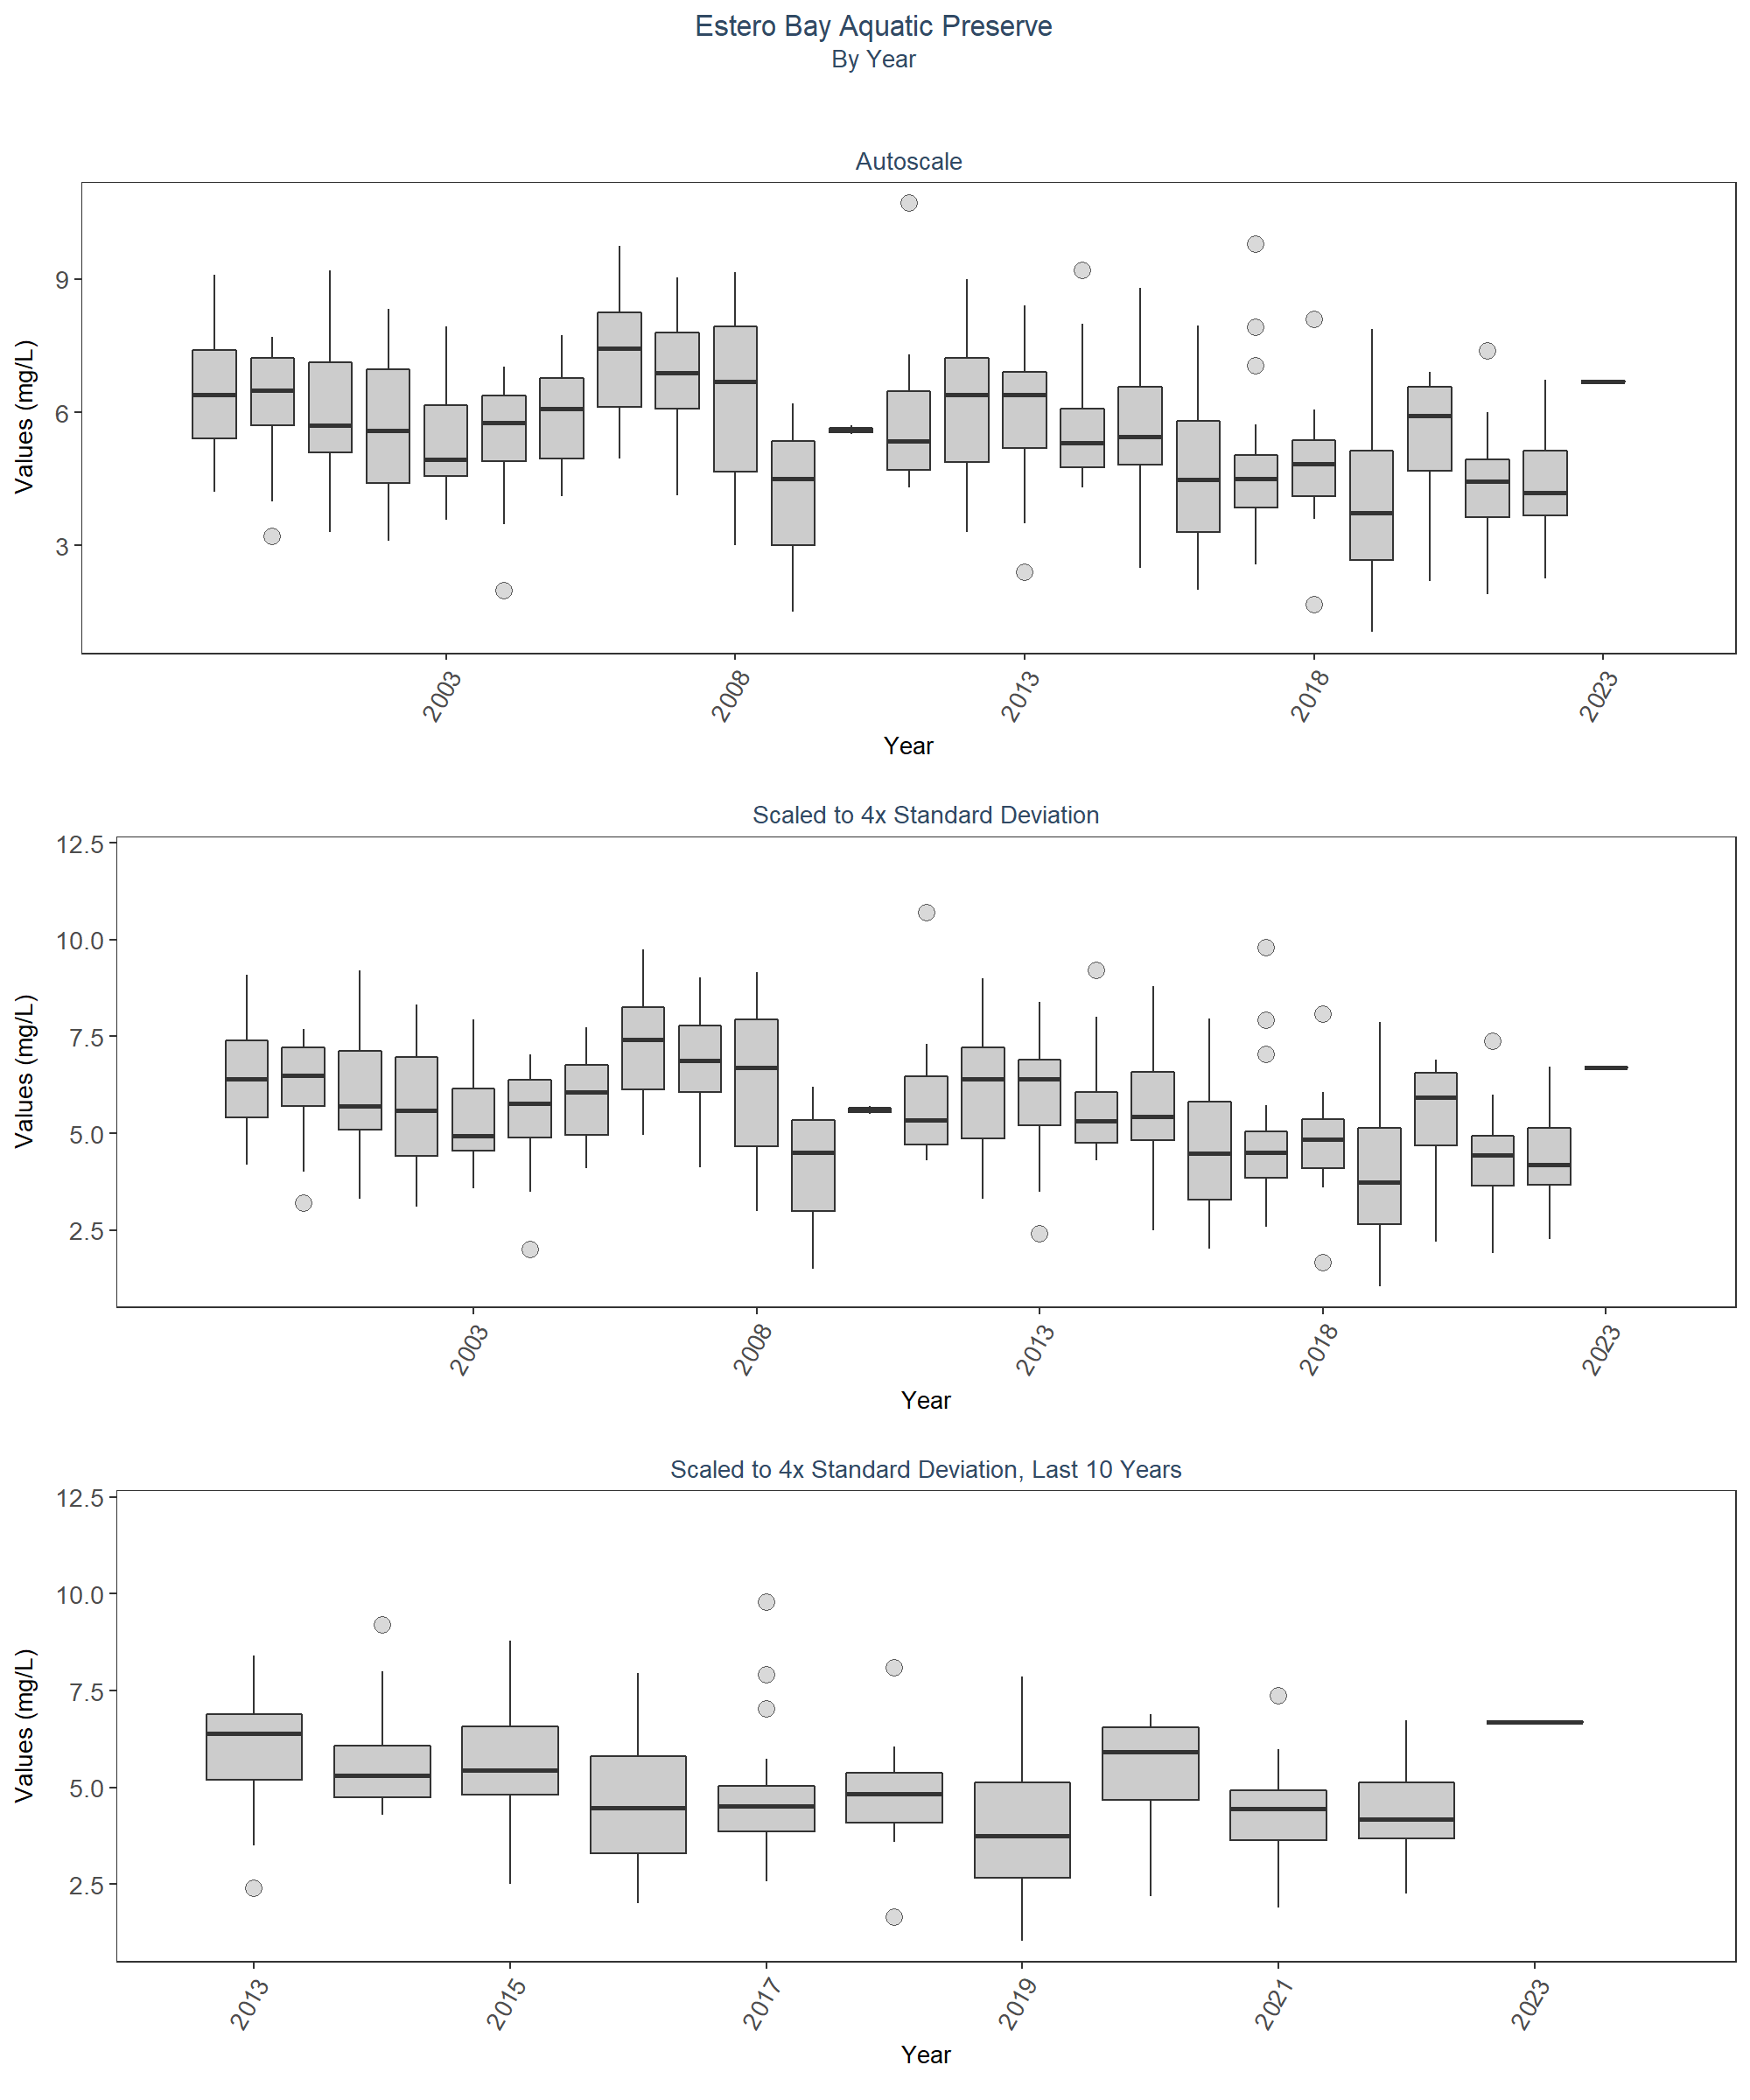 Estero Bay Aquatic Preserve
By Year
Autoscale
Values (mg/L)
9
6
3
2003 2008 2013 2018 2023
Year
Scaled to 4x Standard Deviation
Values (mg/L)
12.5
10.0
7.5
5.0
2.5
2003 2008 2013 2018 2023
Year
Scaled to 4x Standard Deviation, Last 10 Years
Values (mg/L)
12.5
10.0
7.5
5.0
2.5
2013 2015 2017 2019 2021 2023
Year